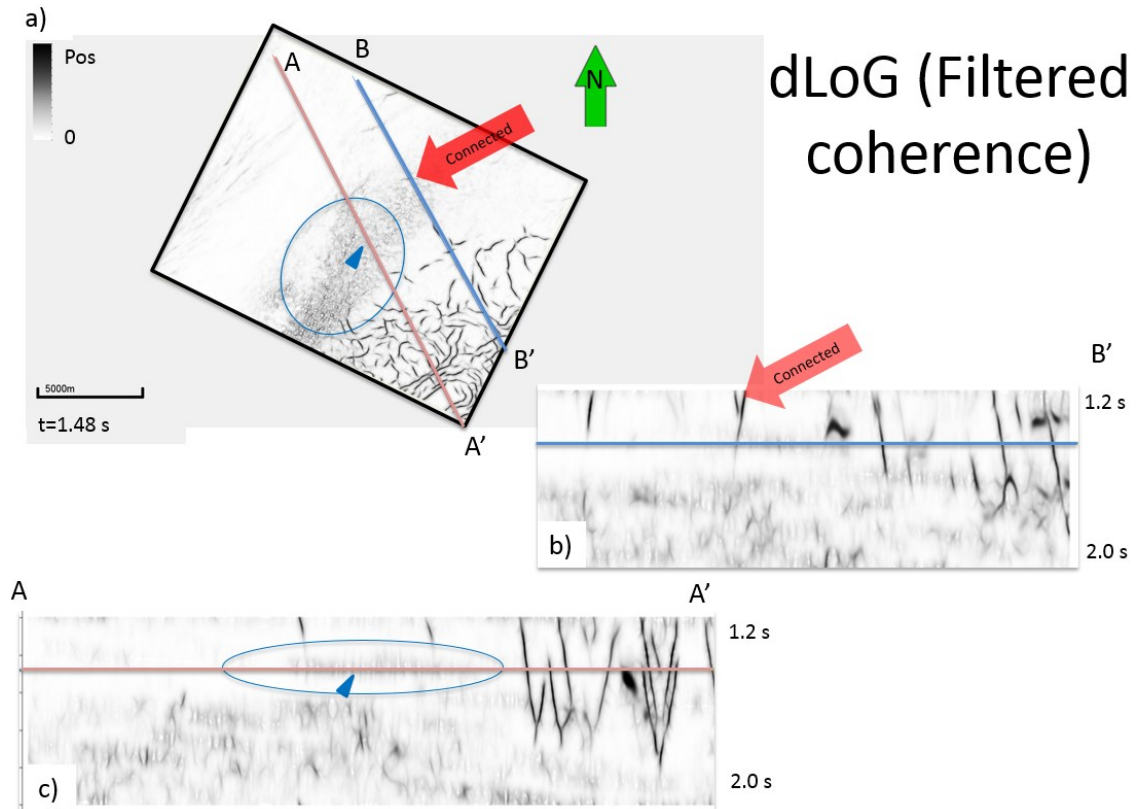 a)
Pos
0
A
B
N
Connected
dLoG (Filtered
coherence)
5000m
t=1.48 s
B'
A'
Connected
B'
1.2 s
b)
2.0 s
A
A'
1.2 s
c)
2.0 s